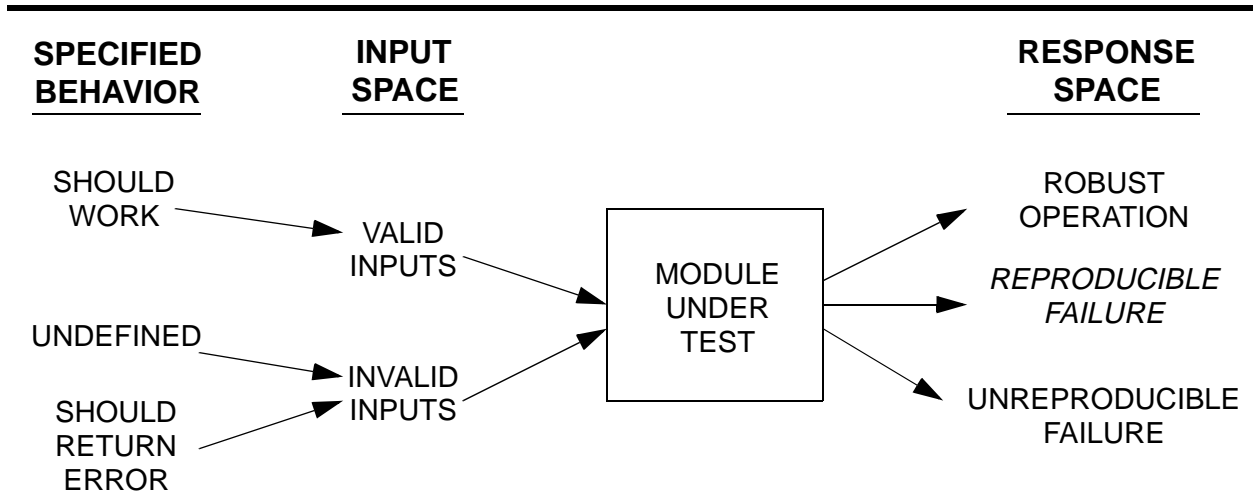 SPECIFIED
BEHAVIOR
INPUT
SPACE
RESPONSE
SPACE
SHOULD
WORK
VALID
INPUTS
UNDEFINED
INVALID
INPUTS
SHOULD
RETURN
ERROR
MODULE
UNDER
TEST
ROBUST
OPERATION
REPRODUCIBLE
FAILURE
UNREPRODUCIBLE
FAILURE